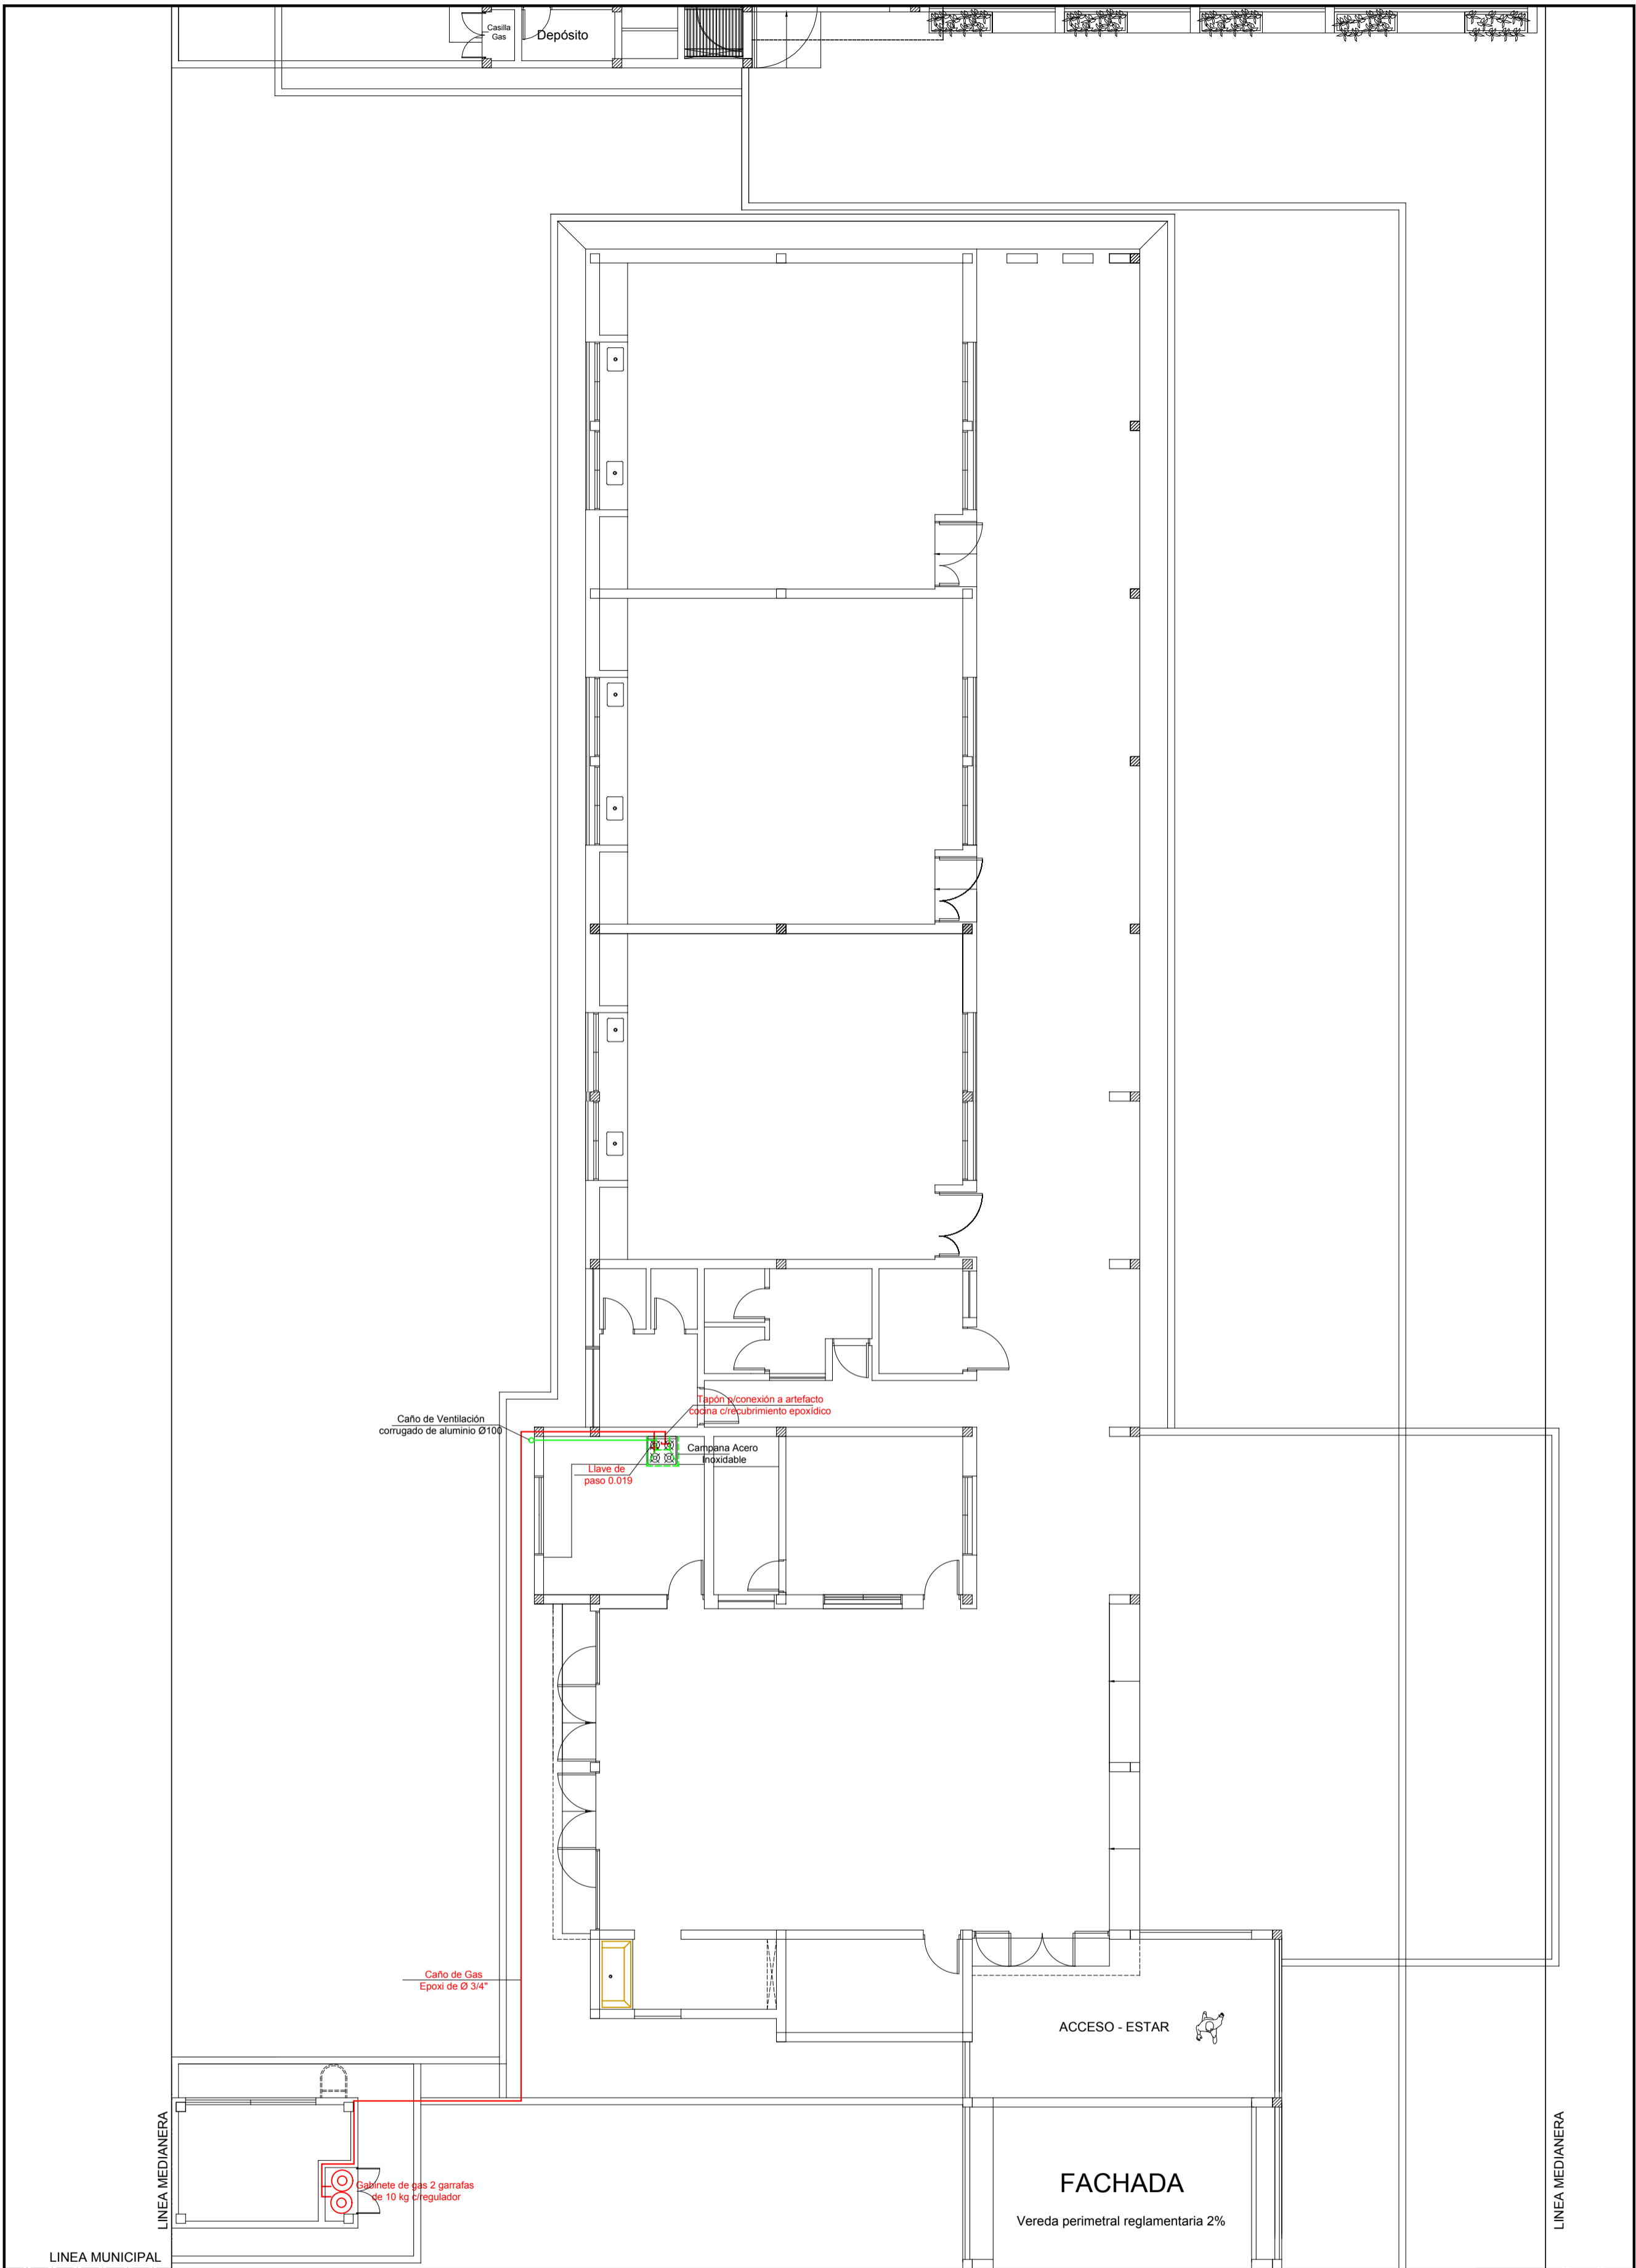 Casilla
Gas
Depósito
Tapón p/conexión a artefacto
cocina c/recubrimiento epoxídico
Caño de Ventilación
corrugado de aluminio Ø100
Campana Acero
Inoxidable
Llave de
paso 0.019
Caño de Gas
Epoxi de Ø 3/4"
ACCESO - ESTAR
LINEA MEDIANERA
LINEA MEDIANERA
FACHADA
Gabinete de gas 2 garrafas
de 10 kg c/regulador
Vereda perimetral reglamentaria 2%
LINEA MUNICIPAL